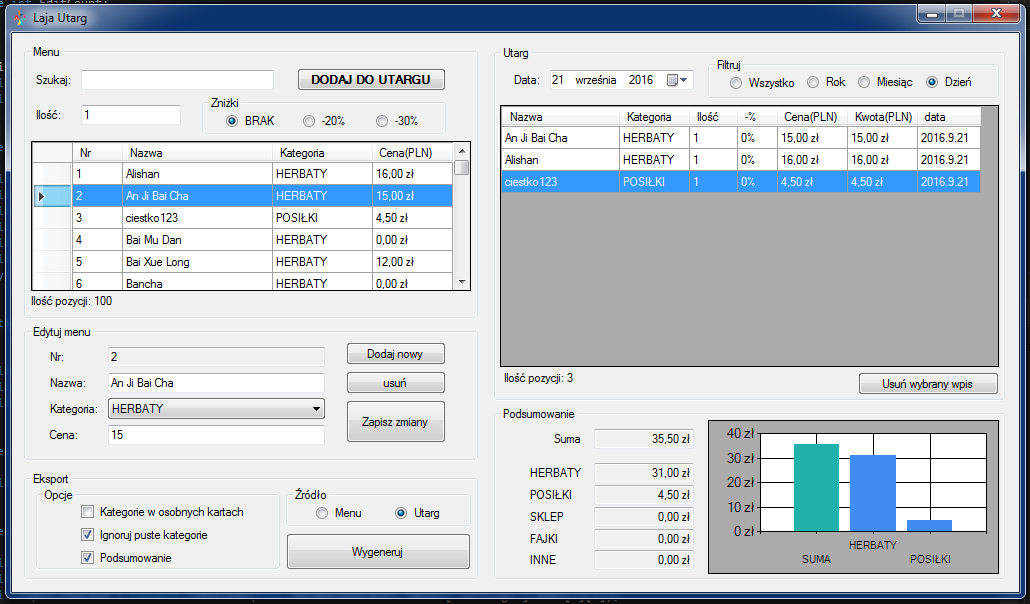 Laja Utarg
Menu
Szukaj:
DODAJ DO UTARGU
Ilość: 1
Zniżki
BRAK -20% -30%
Nr Nazwa Kategoria Cena(PLN)
1 Alishan HERBATY 16,00 zł
2 An Ji Bai Cha HERBATY 15,00 zł
3 ciestko123 POSIŁKI 4,50 zł
4 Bai Mu Dan HERBATY 0,00 zł
5 Bai Xue Long HERBATY 12,00 zł
6 Bancha HERBATY 0,00 zł
Ilość pozycji: 100
Edytuj menu
Nr: 2
Dodaj nowy
Nazwa: An Ji Bai Cha
usuń
Kategoria: HERBATY
Zapisz zmiany
Cena: 15
Eksport
Opcje
Kategorie w osobnych kartach
Ignoruj puste kategorie
Podsumowanie
Źródło
Menu Utarg
Wygeneruj
Utarg
Data: 21 września 2016
Filtruj
Wszystko Rok Miesiąc Dzień
Nazwa Kategoria Ilość -% Cena(PLN) Kwota(PLN) data
An Ji Bai Cha HERBATY 1 0% 15,00 zł 15,00 zł 2016.9.21
Alishan HERBATY 1 0% 16,00 zł 16,00 zł 2016.9.21
ciestko123 POSIŁKI 1 0% 4,50 zł 4,50 zł 2016.9.21
Ilość pozycji: 3
Usuń wybrany wpis
Podsumowanie
Suma 35,50 zł
HERBATY 31,00 zł
POSIŁKI 4,50 zł
SKLEP 0,00 zł
FAJKI 0,00 zł
INNE 0,00 zł
40 zł
30 zł
20 zł
10 zł
0 zł
HERBATY
SUMA POSIŁKI